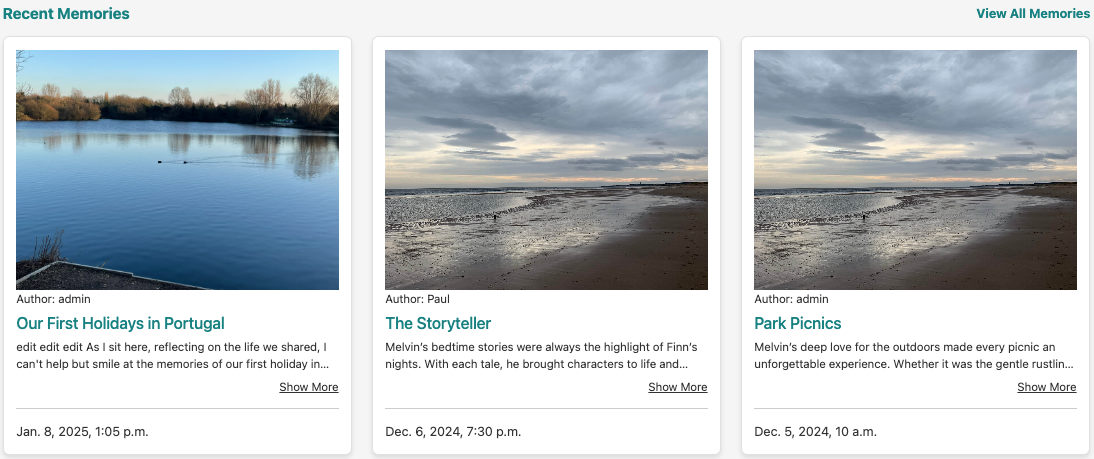 Recent Memories
View All Memories
Author: admin
Our First Holidays in Portugal
edit edit edit As I sit here, reflecting on the life we shared, I
can't help but smile at the memories of our first holiday in...
Show More
Jan. 8, 2025, 1:05 p.m.
Author: Paul
The Storyteller
Melvin's bedtime stories were always the highlight of Finn's
nights. With each tale, he brought characters to life and...
Show More
Dec. 6, 2024, 7:30 p.m.
Author: admin
Park Picnics
Melvin's deep love for the outdoors made every picnic an
unforgettable experience. Whether it was the gentle rustlin...
Show More
Dec. 5, 2024, 10 a.m.